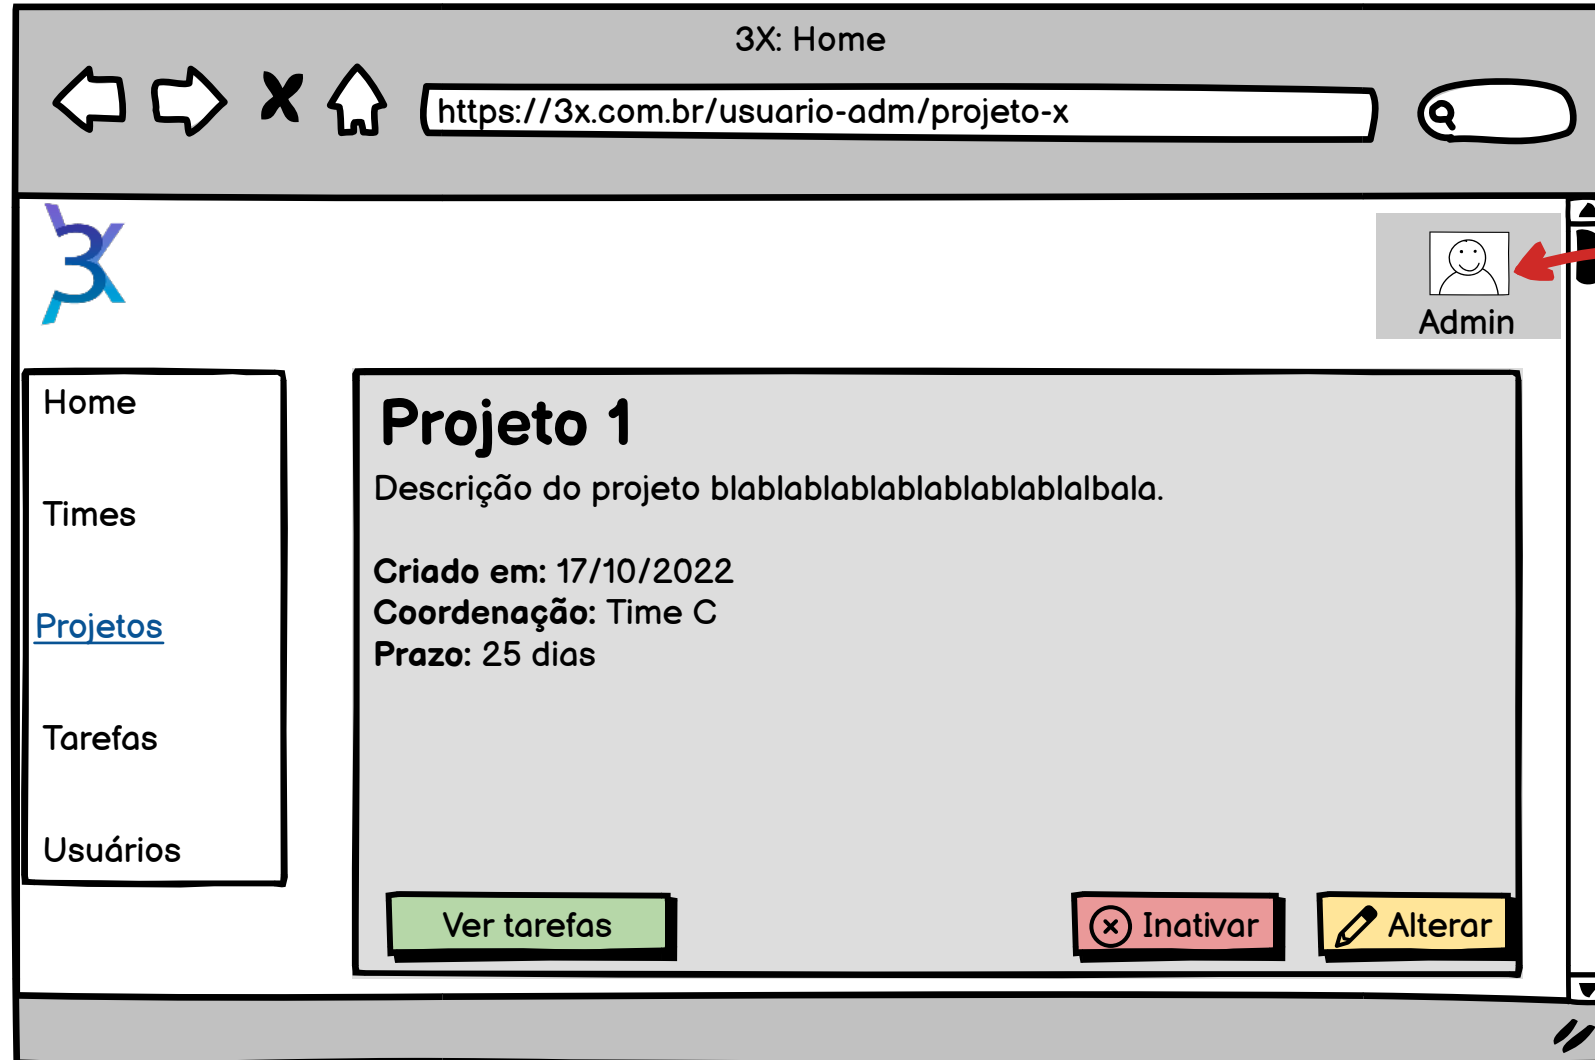 3X: Home
https://3x.com.br/usuario-adm/projeto-x
3X
Admin
Home
Times
Projetos
Tarefas
Usuários
Projeto 1
Descrição do projeto blablablablablablablablalbala.
Criado em: 17/10/2022
Coordenação: Time C
Prazo: 25 dias
Ver tarefas
Inativar
Alterar